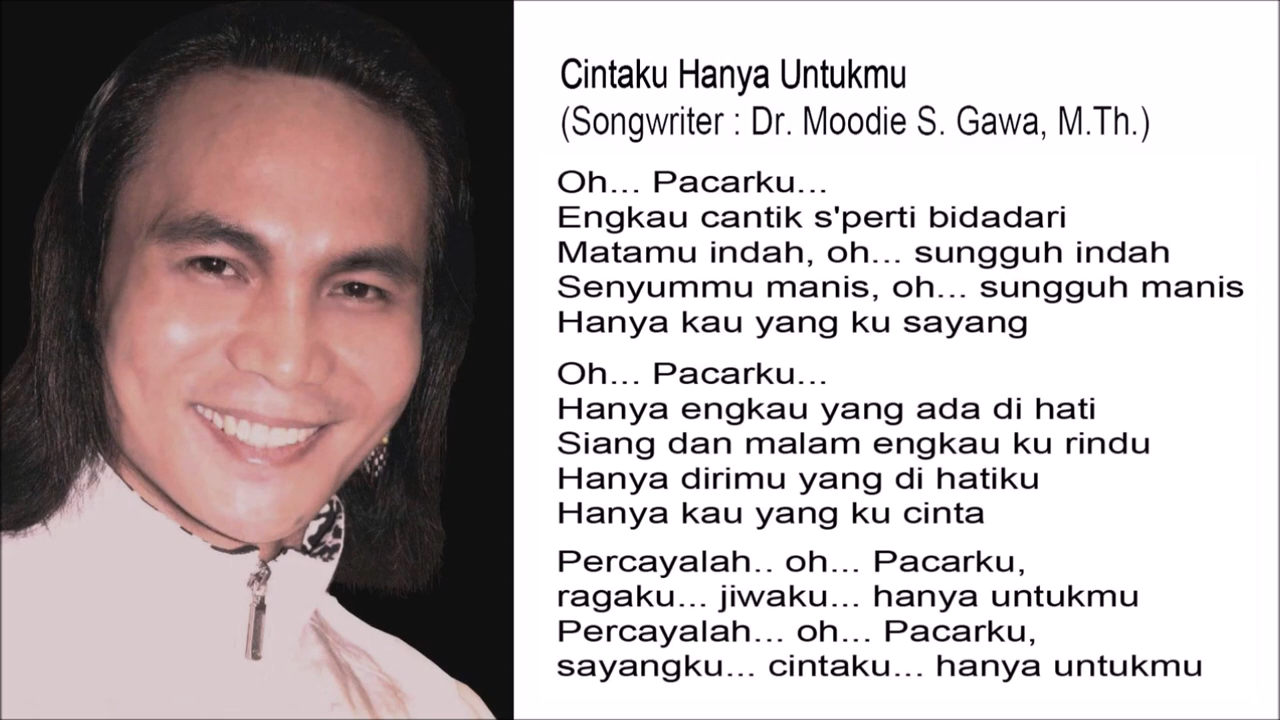 Cintaku Hanya Untukmu
(Songwriter : Dr. Moodie S. Gawa, M.Th.)
Oh... Pacarku...
Engkau cantik s'perti bidadari
Matamu indah, oh... sungguh indah
Senyummu manis, oh... sungguh manis
Hanya kau yang ku sayang
Oh... Pacarku...
Hanya engkau yang ada di hati
Siang dan malam engkau ku rindu
Hanya dirimu yang di hatiku
Hanya kau yang ku cinta
Percayalah.. oh... Pacarku,
ragaku... jiwaku... hanya untukmu
Percayalah... oh... Pacarku,
sayangku... cintaku... hanya untukmu